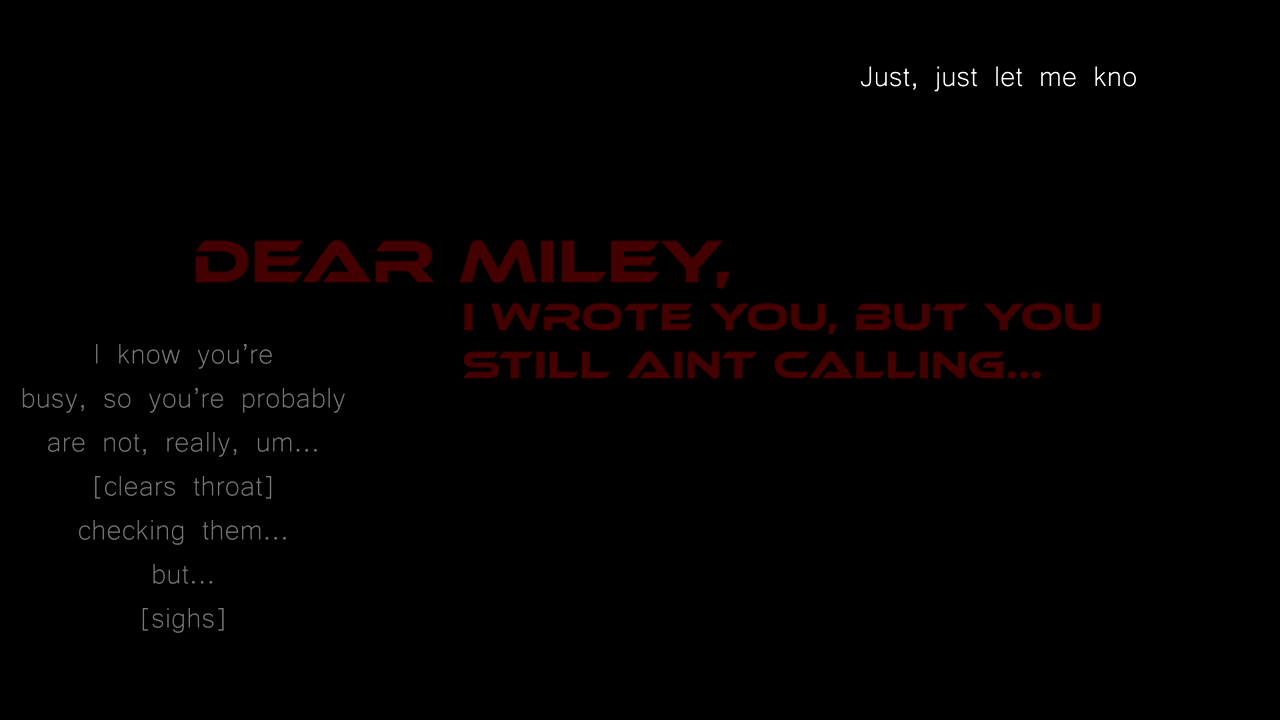 Just, just let me kno
DEAR MILEY,
I WROTE YOU, BUT YOU
STILL AINT CALLING...
I know you're
busy, so you're probably
are not, really, um...
[clears throat]
checking them...
but...
[sighs]